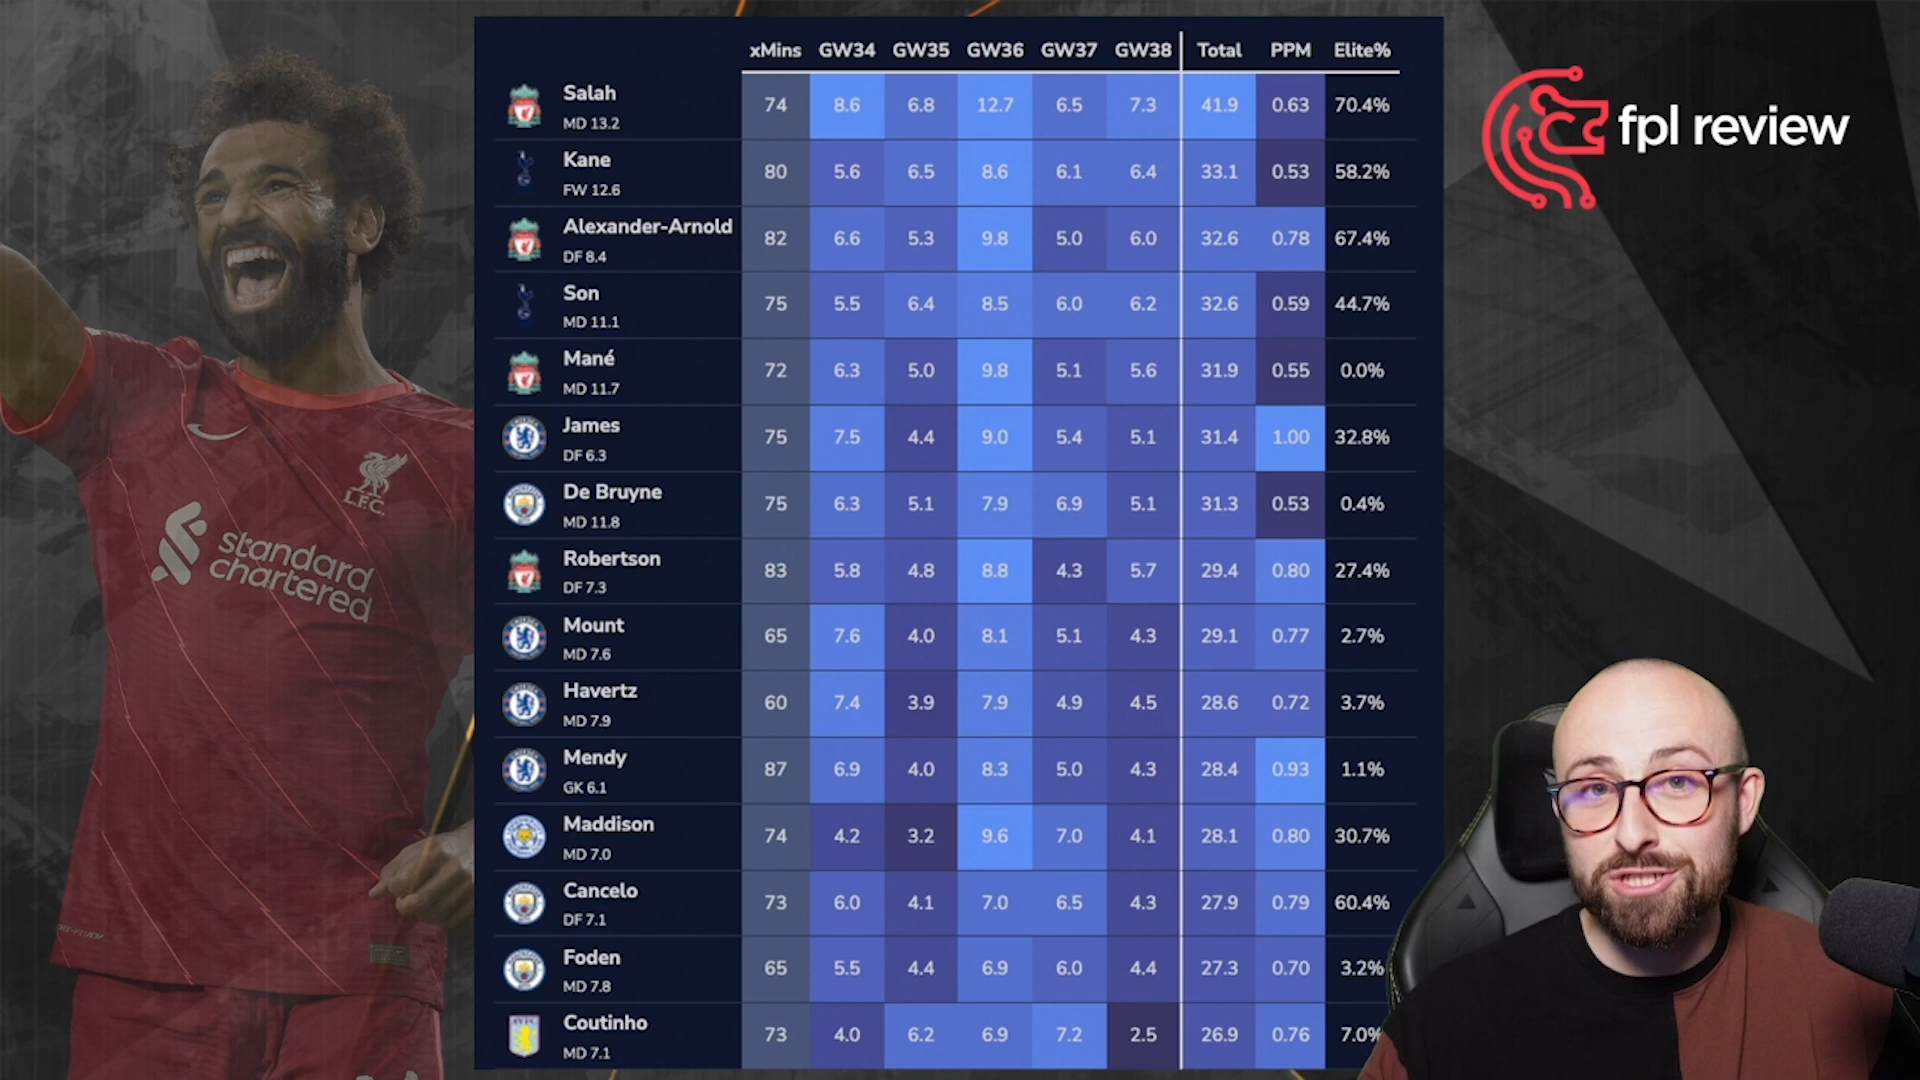 xMins GW34 GW35 GW36 GW37 GW38 Total PPM Elite%
Salah
MD 13.2
74 8.6 6.8 12.7 6.5 7.3 41.9 0.63 70.4%
Kane
FW 12.6
80 5.6 6.5 8.6 6.1 6.4 33.1 0.53 58.2%
Alexander-Arnold
DF 8.4
82 6.6 5.3 9.8 5.0 6.0 32.6 0.78 67.4%
Son
MD 11.1
75 5.5 6.4 8.5 6.0 6.2 32.6 0.59 44.7%
Mané
MD 11.7
72 6.3 5.0 9.8 5.1 5.6 31.9 0.55 0.0%
James
DF 6.3
75 7.5 4.4 9.0 5.4 5.1 31.4 1.00 32.8%
De Bruyne
MD 11.8
75 6.3 5.1 7.9 6.9 5.1 31.3 0.53 0.4%
Robertson
DF 7.3
83 5.8 4.8 8.8 4.3 5.7 29.4 0.80 27.4%
Mount
MD 7.6
65 7.6 4.0 8.1 5.1 4.3 29.1 0.77 2.7%
Havertz
MD 7.9
60 7.4 3.9 7.9 4.9 4.5 28.6 0.72 3.7%
Mendy
GK 6.1
87 6.9 4.0 8.3 5.0 4.3 28.4 0.93 1.1%
Maddison
MD 7.0
74 4.2 3.2 9.6 7.0 4.1 28.1 0.80 30.7%
Cancelo
DF 7.1
73 6.0 4.1 7.0 6.5 4.3 27.9 0.79 60.4%
Foden
MD 7.8
65 5.5 4.4 6.9 6.0 4.4 27.3 0.70 3.2%
Coutinho
MD 7.1
73 4.0 6.2 6.9 7.2 2.5 26.9 0.76 7.0%
fpl review
L.F.C.
standard
chartered